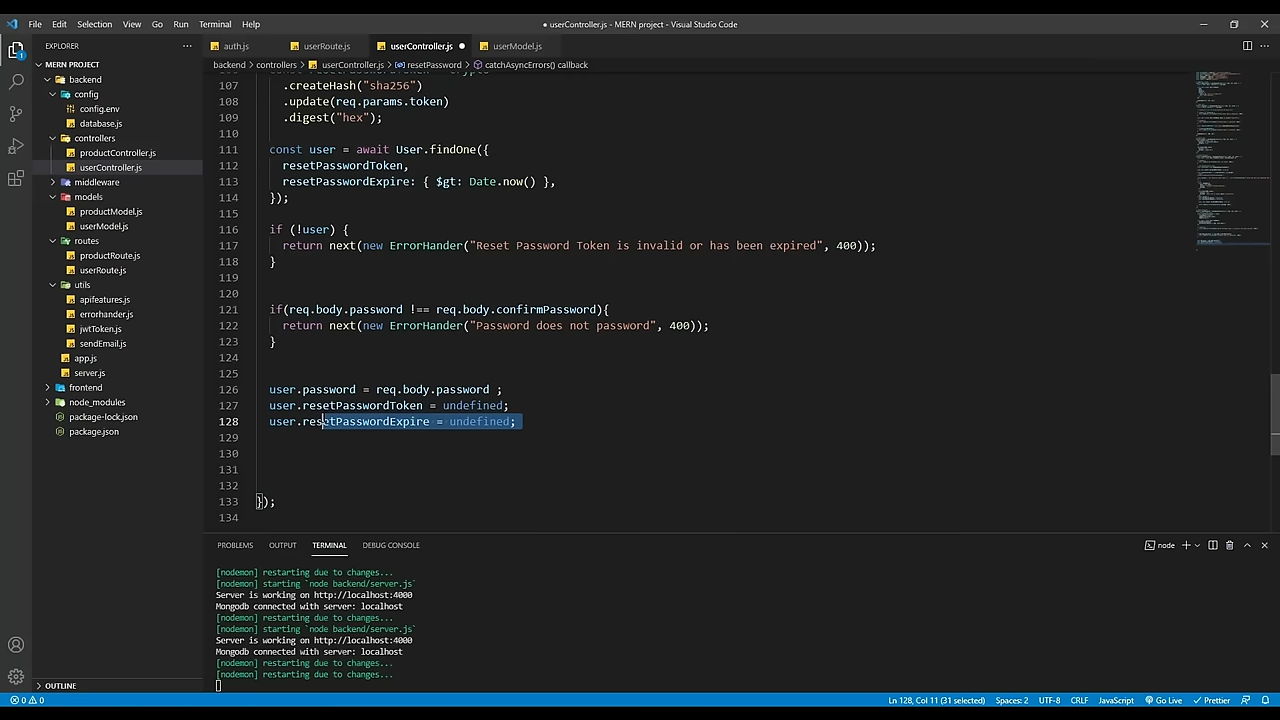 File Edit Selection View Go Run Terminal Help
● userController.js - MERN project - Visual Studio Code
EXPLORER
MERN PROJECT
backend
config
config.env
database.js
controllers
productController.js
userController.js
middleware
models
productModel.js
userModel.js
routes
productRoute.js
userRoute.js
utils
apifeatures.js
errorhander.js
jwtToken.js
sendEmail.js
app.js
server.js
frontend
node_modules
package-lock.json
package.json
OUTLINE
auth.js userRoute.js userController.js userModel.js
backend > controllers > userController.js > resetPassword > catchAsyncErrors() callback
107 .createHash("sha256")
108 .update(req.params.token)
109 .digest("hex");
110
111 const user = await User.findOne({
112 resetPasswordToken,
113 resetPasswordExpire: { $gt: Date.now() },
114 });
115
116 if (!user) {
117 return next(new ErrorHander("Reset Password Token is invalid or has been expired", 400));
118 }
119
120
121 if(req.body.password !== req.body.confirmPassword){
122 return next(new ErrorHander("Password does not password", 400));
123 }
124
125
126 user.password = req.body.password ;
127 user.resetPasswordToken = undefined;
128 user.resetPasswordExpire = undefined;
129
130
131
132
133 });
134
PROBLEMS OUTPUT TERMINAL DEBUG CONSOLE
node
[nodemon] restarting due to changes...
[nodemon] starting `node backend/server.js`
Server is working on http://localhost:4000
Mongodb connected with server: localhost
[nodemon] restarting due to changes...
[nodemon] starting `node backend/server.js`
Server is working on http://localhost:4000
Mongodb connected with server: localhost
[nodemon] restarting due to changes...
[nodemon] restarting due to changes...
0 0 Ln 128, Col 11 (31 selected) Spaces: 2 UTF-8 CRLF JavaScript Go Live Prettier